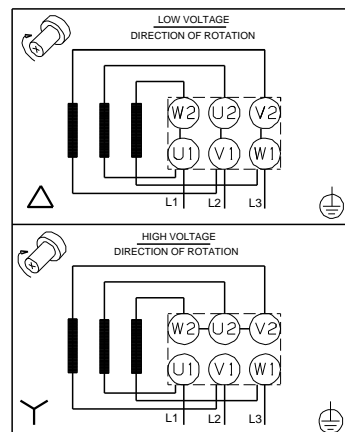 LOW VOLTAGE
DIRECTION OF ROTATION
W2 U2 V2
U1 V1 W1
L1 L2 L3
HIGH VOLTAGE
DIRECTION OF ROTATION
W2 U2 V2
U1 V1 W1
L1 L2 L3